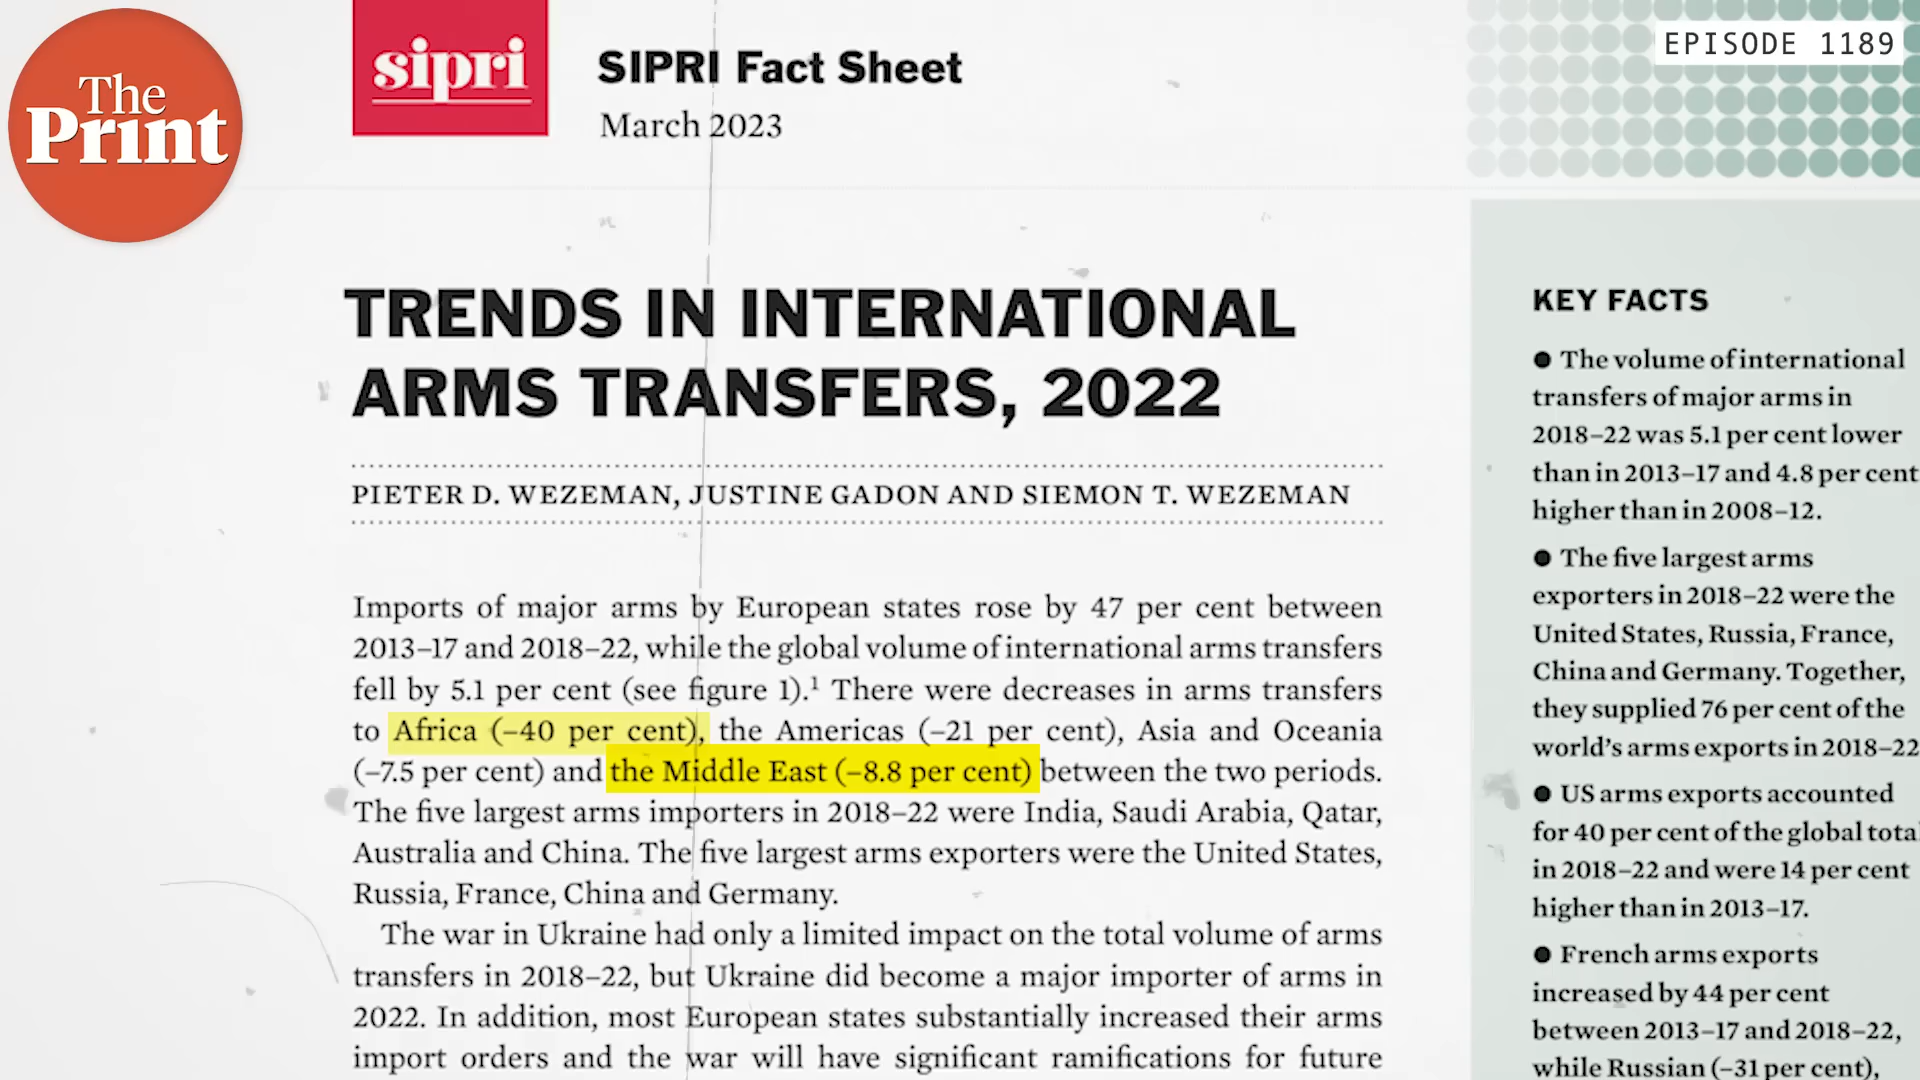 The
Print
sipri
SIPRI Fact Sheet
March 2023
EPISODE 1189
TRENDS IN INTERNATIONAL
ARMS TRANSFERS, 2022
PIETER D. WEZEMAN, JUSTINE GADON AND SIEMON T. WEZEMAN
Imports of major arms by European states rose by 47 per cent between
2013–17 and 2018–22, while the global volume of international arms transfers
fell by 5.1 per cent (see figure 1).¹ There were decreases in arms transfers
to Africa (–40 per cent), the Americas (–21 per cent), Asia and Oceania
(–7.5 per cent) and the Middle East (–8.8 per cent) between the two periods.
The five largest arms importers in 2018–22 were India, Saudi Arabia, Qatar,
Australia and China. The five largest arms exporters were the United States,
Russia, France, China and Germany.
The war in Ukraine had only a limited impact on the total volume of arms
transfers in 2018–22, but Ukraine did become a major importer of arms in
2022. In addition, most European states substantially increased their arms
import orders and the war will have significant ramifications for future
KEY FACTS
● The volume of international
transfers of major arms in
2018–22 was 5.1 per cent lower
than in 2013–17 and 4.8 per cent
higher than in 2008–12.
● The five largest arms
exporters in 2018–22 were the
United States, Russia, France,
China and Germany. Together,
they supplied 76 per cent of the
world's arms exports in 2018–22
● US arms exports accounted
for 40 per cent of the global total
in 2018–22 and were 14 per cent
higher than in 2013–17.
● French arms exports
increased by 44 per cent
between 2013–17 and 2018–22,
while Russian (–31 per cent),